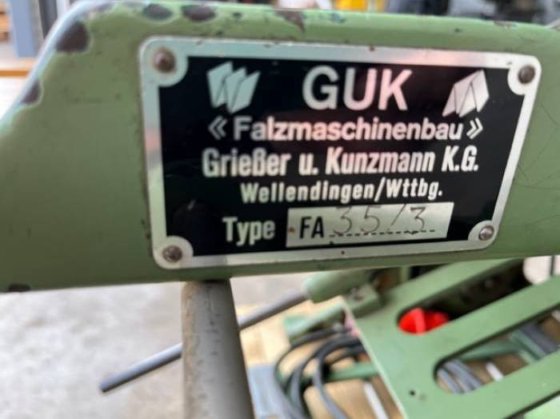 GUK
«Falzmaschinenbau»
Grießer u. Kunzmann K.G.
Wellendingen/Wttbg.
Type FA 35/3